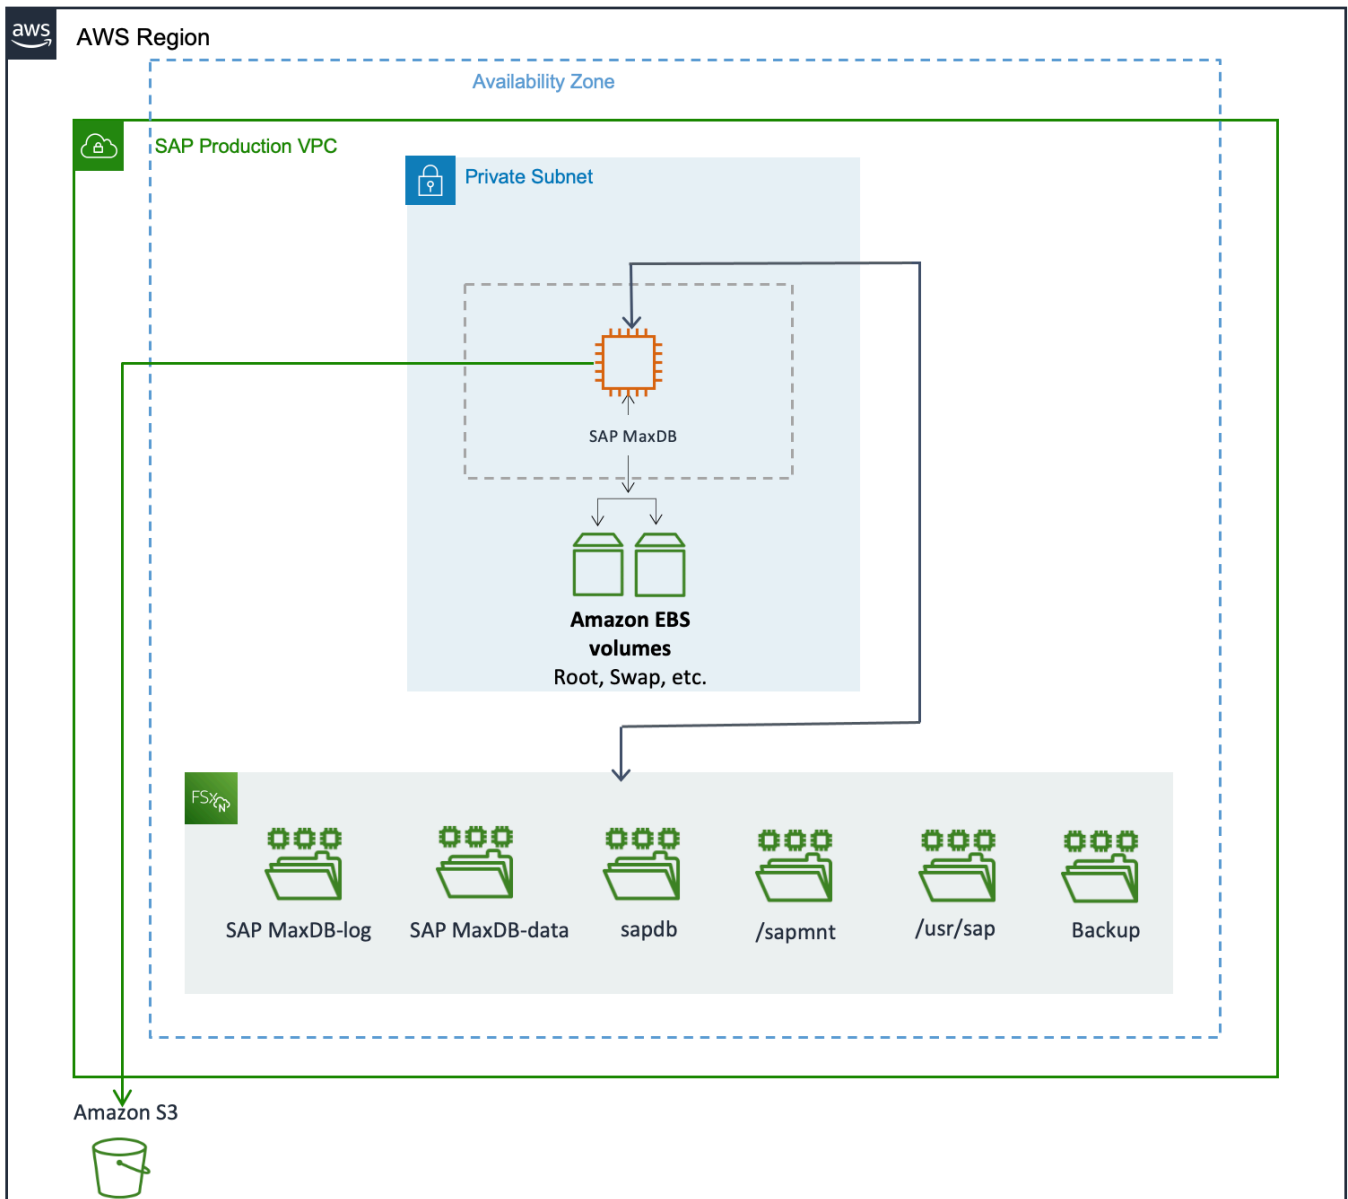 aws
AWS Region
Availability Zone
SAP Production VPC
Private Subnet
SAP MaxDB
Amazon EBS
volumes
Root, Swap, etc.
FSx
N
SAP MaxDB-log
SAP MaxDB-data
sapdb
/sapmnt
/usr/sap
Backup
Amazon S3